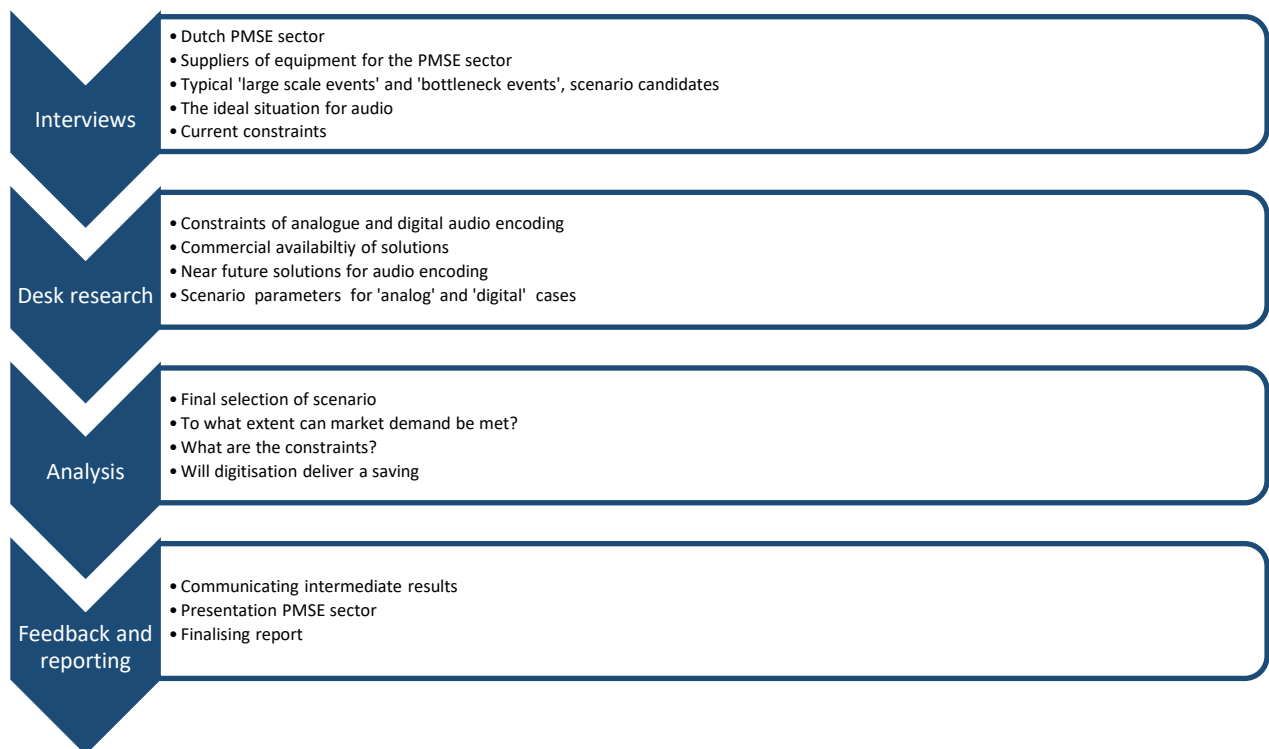 Interviews
• Dutch PMSE sector
• Suppliers of equipment for the PMSE sector
• Typical 'large scale events' and 'bottleneck events', scenario candidates
• The ideal situation for audio
• Current constraints
Desk research
• Constraints of analogue and digital audio encoding
• Commercial availabiltiy of solutions
• Near future solutions for audio encoding
• Scenario parameters for 'analog' and 'digital' cases
Analysis
• Final selection of scenario
• To what extent can market demand be met?
• What are the constraints?
• Will digitisation deliver a saving
Feedback and
reporting
• Communicating intermediate results
• Presentation PMSE sector
• Finalising report